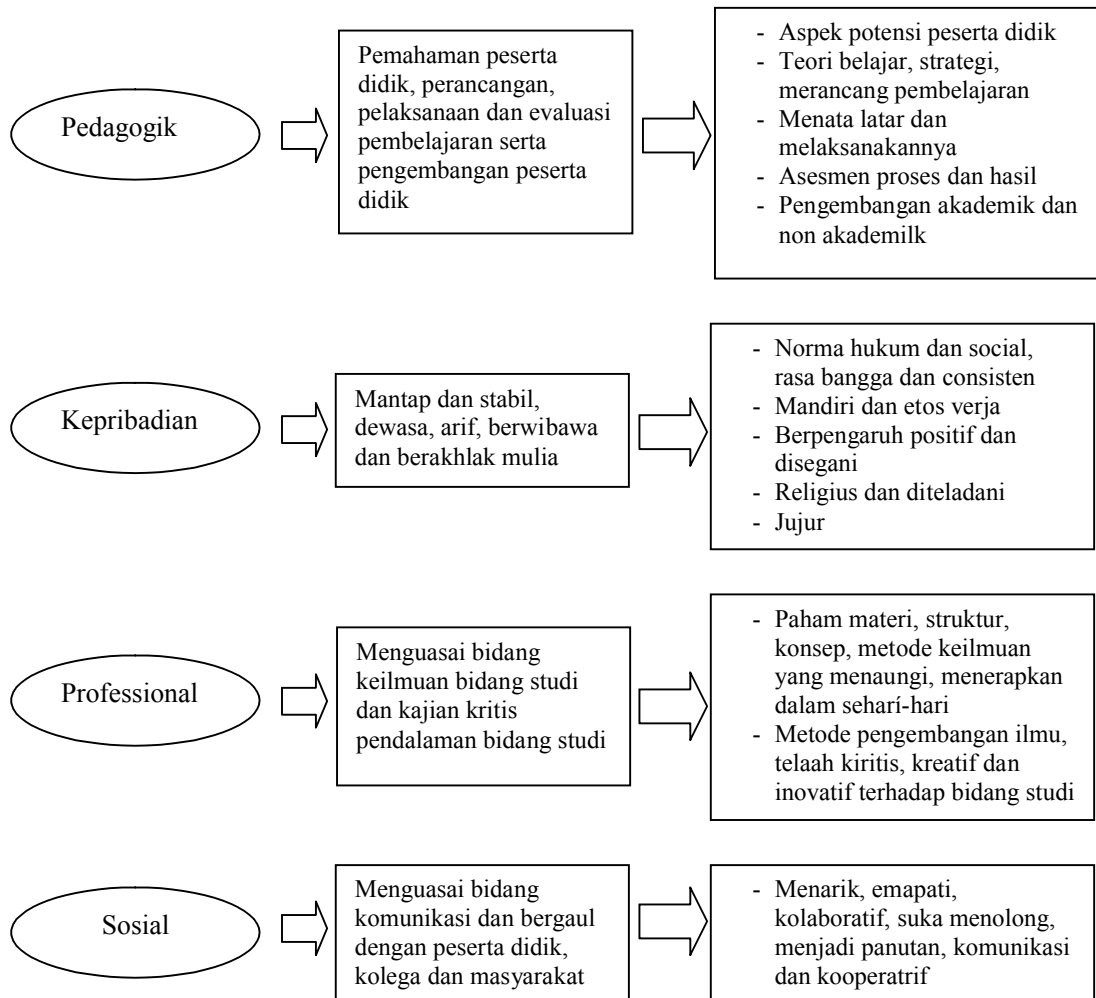 Pedagogik
Pemahaman peserta
didik, perancangan,
pelaksanaan dan evaluasi
pembelajaran serta
pengembangan peserta
didik
- Aspek potensi peserta didik
- Teori belajar, strategi,
merancang pembelajaran
- Menata latar dan
melaksanakannya
- Asesmen proses dan hasil
- Pengembangan akademik dan
non akademilk
Kepribadian
Mantap dan stabil,
dewasa, arif, berwibawa
dan berakhlak mulia
- Norma hukum dan social,
rasa bangga dan consisten
- Mandiri dan etos verja
- Berpengaruh positif dan
disegani
- Religius dan diteladani
- Jujur
Professional
Menguasai bidang
keilmuan bidang studi
dan kajian kritis
pendalaman bidang studi
- Paham materi, struktur,
konsep, metode keilmuan
yang menaungi, menerapkan
dalam seharí-hari
- Metode pengembangan ilmu,
telaah kiritis, kreatif dan
inovatif terhadap bidang studi
Sosial
Menguasai bidang
komunikasi dan bergaul
dengan peserta didik,
kolega dan masyarakat
- Menarik, emapati,
kolaboratif, suka menolong,
menjadi panutan, komunikasi
dan kooperatrif